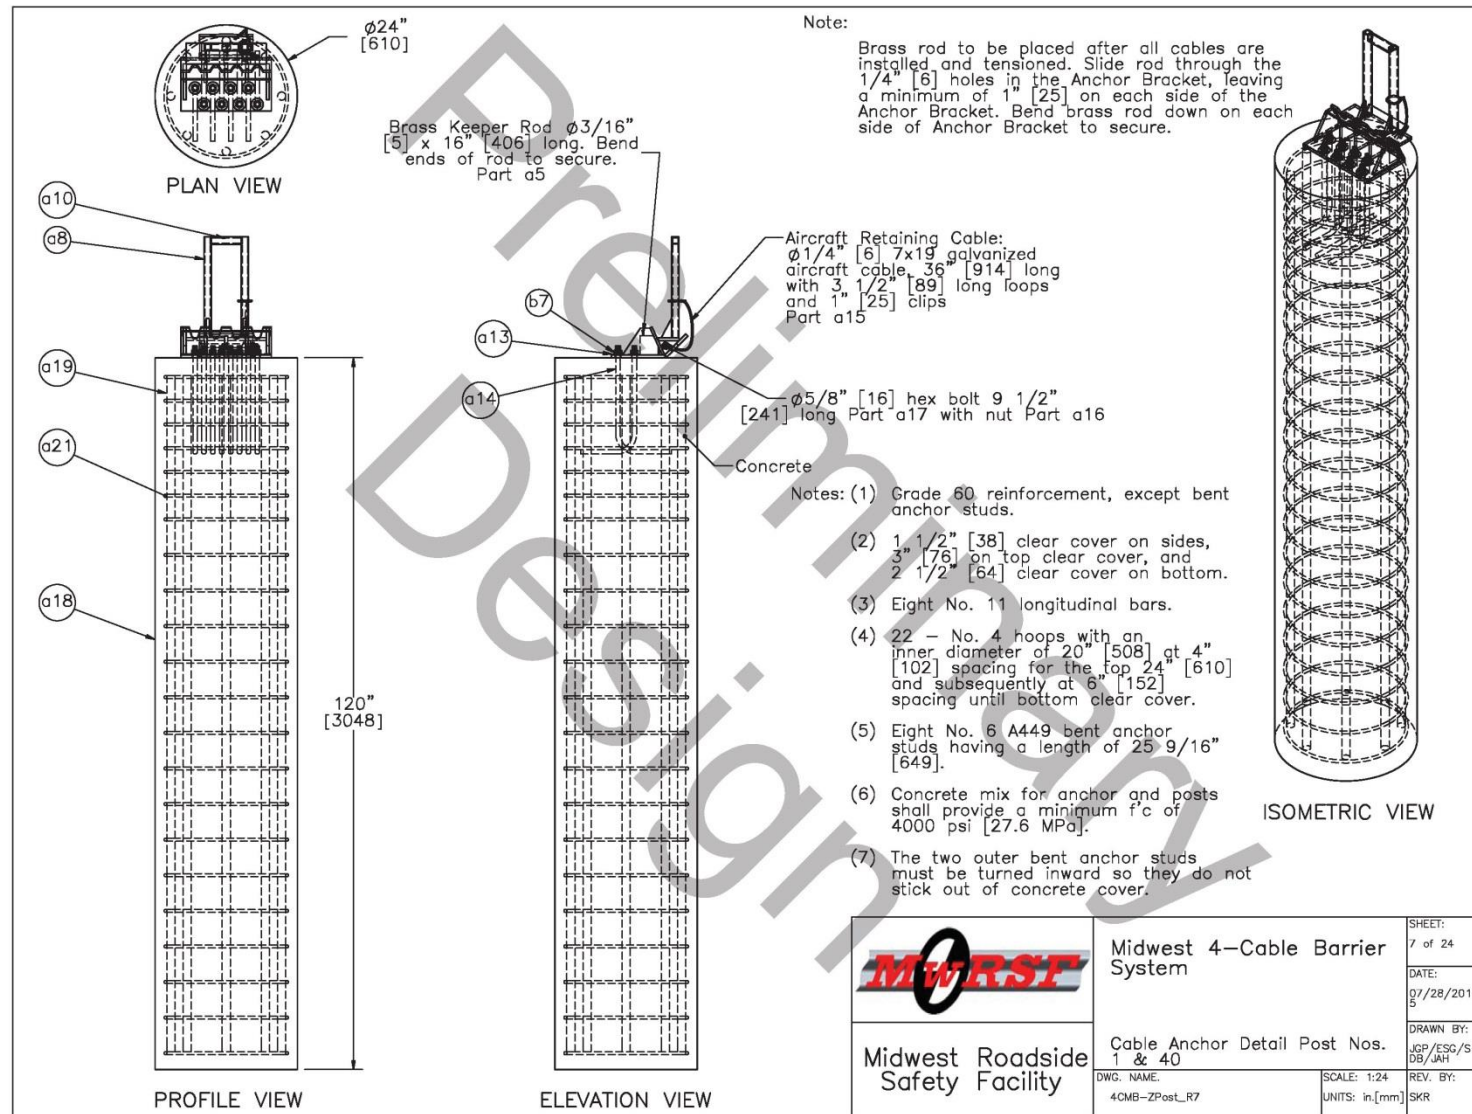 ø24"
[610]
PLAN VIEW
Brass Keeper Rod ø3/16"
[5] x 16" [406] long. Bend
ends of rod to secure.
Part a5
Note:
Brass rod to be placed after all cables are
installed and tensioned. Slide rod through the
1/4" [6] holes in the Anchor Bracket, leaving
a minimum of 1" [25] on each side of the
Anchor Bracket. Bend brass rod down on each
side of Anchor Bracket to secure.
a10
a8
a19
a21
a18
120"
[3048]
PROFILE VIEW
b7
a13
a14
Aircraft Retaining Cable:
ø1/4" [6] 7x19 galvanized
aircraft cable, 36" [914] long
with 3 1/2" [89] long loops
and 1" [25] clips
Part a15
ø5/8" [16] hex bolt 9 1/2"
[241] long Part a17 with nut Part a16
Concrete
ELEVATION VIEW
Notes: (1) Grade 60 reinforcement, except bent
anchor studs.
(2) 1 1/2" [38] clear cover on sides,
3" [76] on top clear cover, and
2 1/2" [64] clear cover on bottom.
(3) Eight No. 11 longitudinal bars.
(4) 22 – No. 4 hoops with an
inner diameter of 20" [508] at 4"
[102] spacing for the top 24" [610]
and subsequently at 6" [152]
spacing until bottom clear cover.
(5) Eight No. 6 A449 bent anchor
studs having a length of 25 9/16"
[649].
(6) Concrete mix for anchor and posts
shall provide a minimum f'c of
4000 psi [27.6 MPa].
(7) The two outer bent anchor studs
must be turned inward so they do not
stick out of concrete cover.
ISOMETRIC VIEW
Preliminary
Design
MwRSF
Midwest Roadside
Safety Facility
Midwest 4–Cable Barrier
System
Cable Anchor Detail Post Nos.
1 & 40
DWG. NAME.
4CMB–ZPost_R7
SCALE: 1:24
UNITS: in.[mm]
SHEET:
7 of 24
DATE:
07/28/201
5
DRAWN BY:
JGP/ESG/S
DB/JAH
REV. BY:
SKR